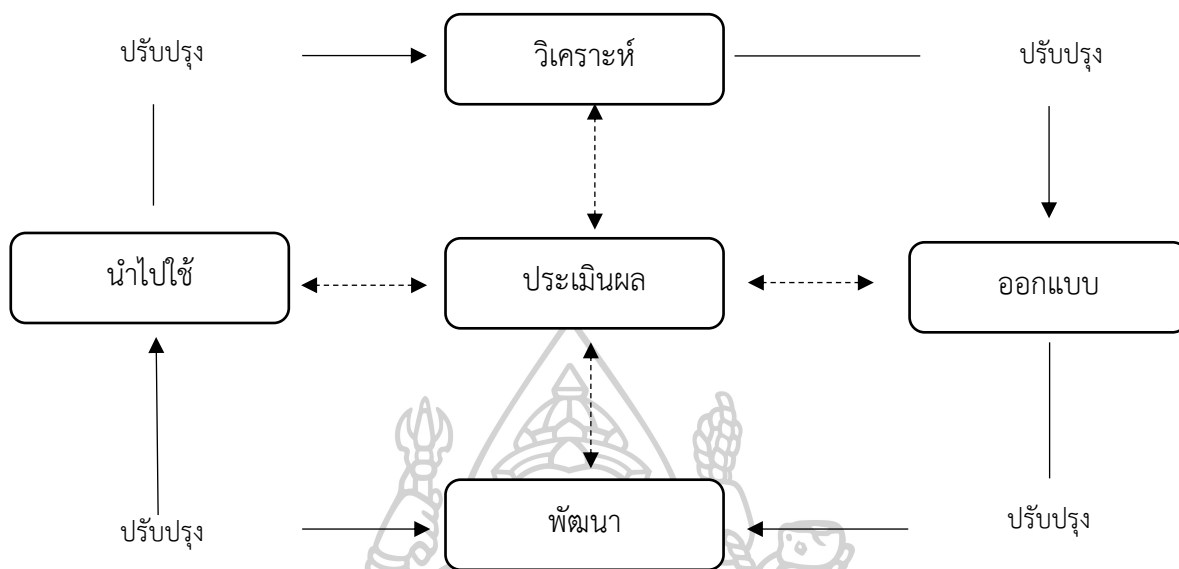 ปรับปรุง
วิเคราะห์
ปรับปรุง
นำไปใช้
ประเมินผล
ออกแบบ
ปรับปรุง
พัฒนา
ปรับปรุง